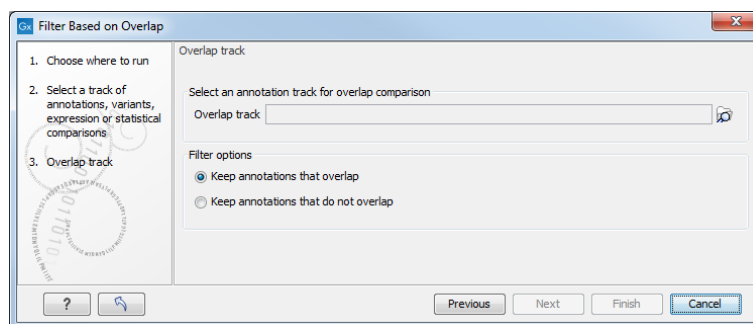 Gx Filter Based on Overlap
1. Choose where to run
2. Select a track of
annotations, variants,
expression or statistical
comparisons
3. Overlap track
Overlap track
Select an annotation track for overlap comparison
Overlap track
Filter options
Keep annotations that overlap
Keep annotations that do not overlap
?
Previous
Next
Finish
Cancel